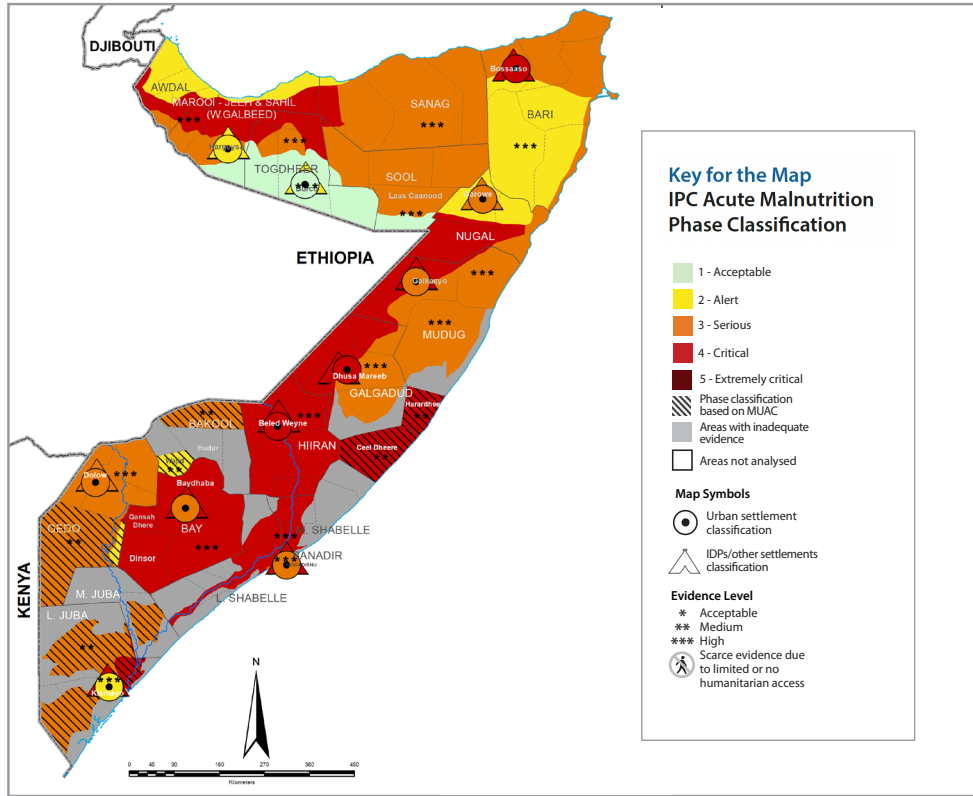 DJIBOUTI
Bossaaso
AWDAL
MAROOI - JEEH & SAHIL
(W.GALBEED)
SANAG
BARI
***
***
***
***
Hargeysa
TOGDHEER
***
Burco
SOOL
Laas Caanood
***
Garowe
NUGAL
ETHIOPIA
***
Galkacyo
***
MUDUG
***
Dhusa Mareeb
GALGADUD
Harardheere
**
BAKOOL
Beled Weyne
***
HIIRAN
Ceel Dheere
**
Hudur
**
Dolow
***
Baydhaba
GEDO
**
Qansah
Dhere
BAY
***
Dinsor
M. SHABELLE
***
BANADIR
***
KENYA
M. JUBA
L. SHABELLE
L. JUBA
**
***
Kismayo
N
0 45 90 180 270 360 450
Kilometers
Key for the Map
IPC Acute Malnutrition
Phase Classification
1 - Acceptable
2 - Alert
3 - Serious
4 - Critical
5 - Extremely critical
Phase classification
based on MUAC
Areas with inadequate
evidence
Areas not analysed
Map Symbols
Urban settlement
classification
IDPs/other settlements
classification
Evidence Level
* Acceptable
** Medium
*** High
Scarce evidence due
to limited or no
humanitarian access